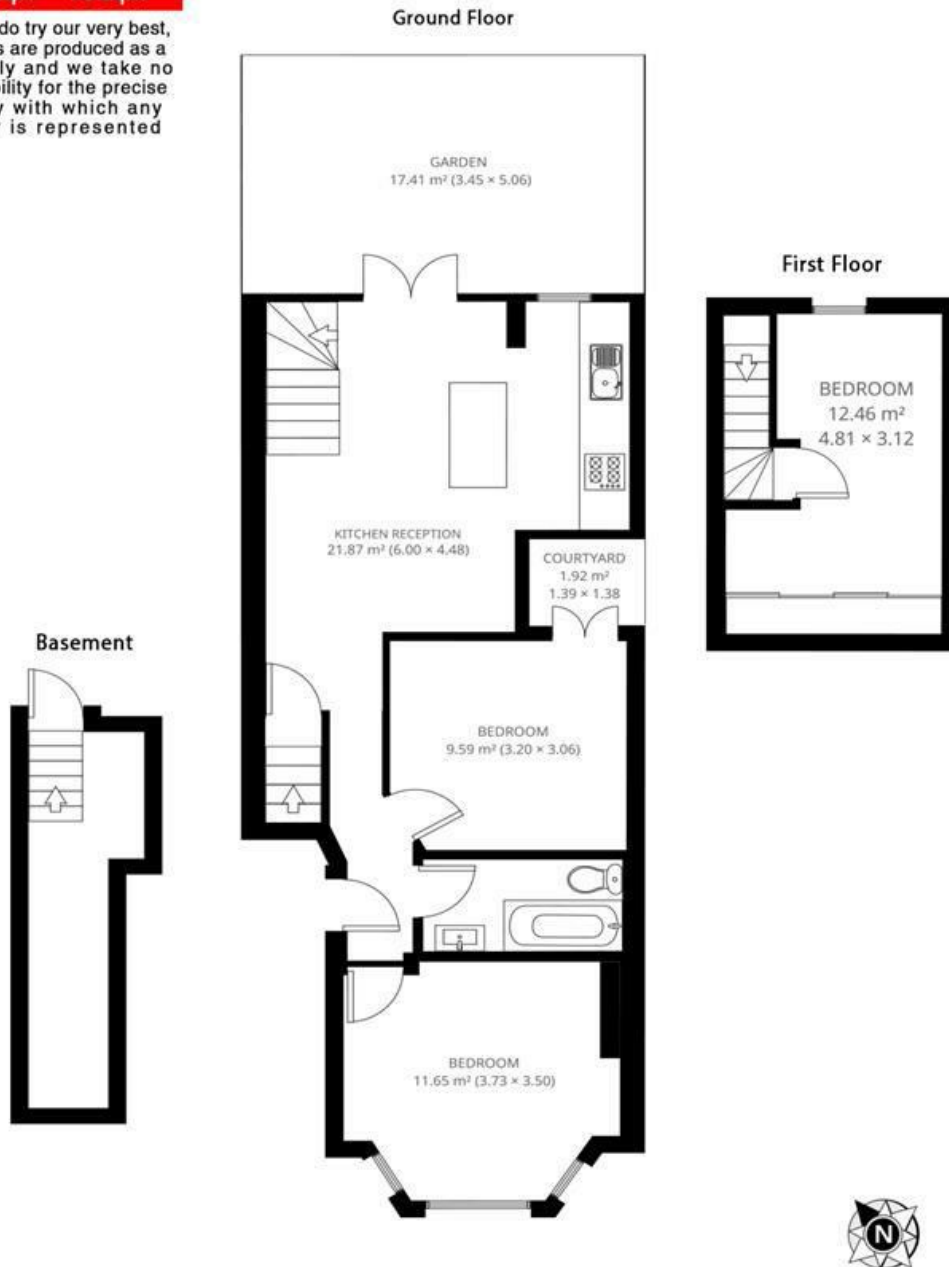 do try our very best,
are produced as a
and we take no
for the precise
with which any
is represented
Ground Floor
GARDEN
17.41 m² (3.45 × 5.06)
First Floor
BEDROOM
12.46 m²
4.81 × 3.12
KITCHEN RECEPTION
21.87 m² (6.00 × 4.48)
COURTYARD
1.92 m²
1.39 × 1.38
Basement
BEDROOM
9.59 m² (3.20 × 3.06)
BEDROOM
11.65 m² (3.73 × 3.50)
N